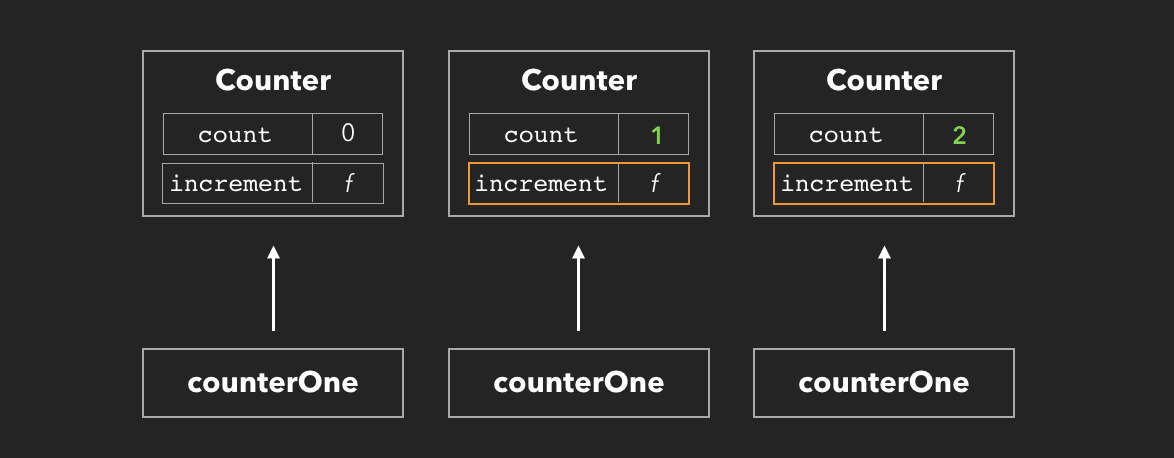 Counter
count 0
increment f
counterOne
Counter
count 1
increment f
counterOne
Counter
count 2
increment f
counterOne